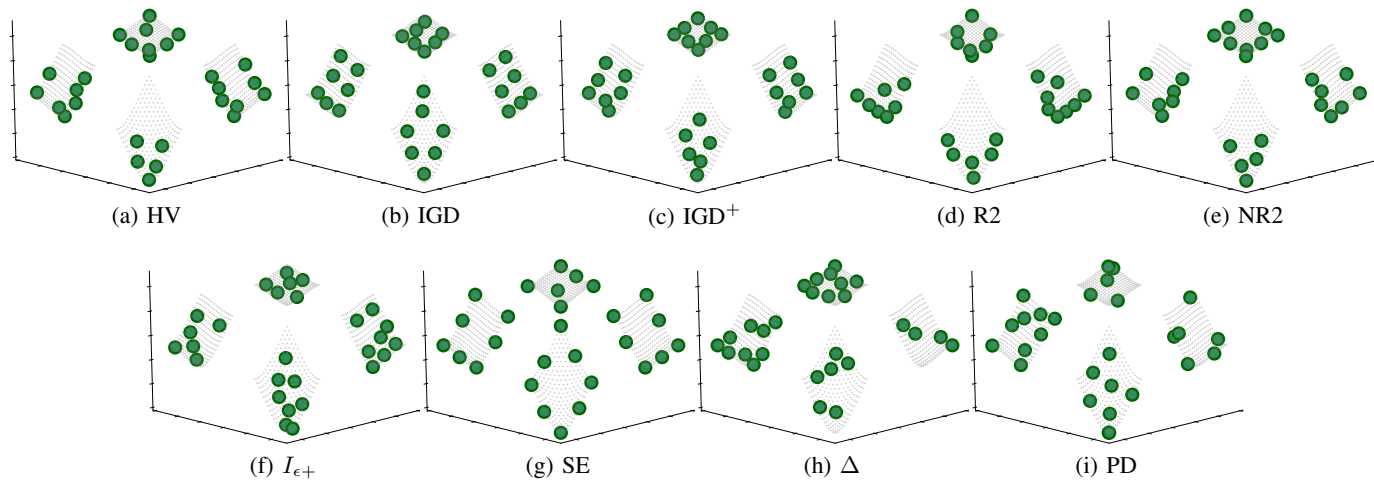 (a) HV (b) IGD (c) IGD⁺ (d) R2 (e) NR2
(f) I_{ϵ+} (g) SE (h) Δ (i) PD